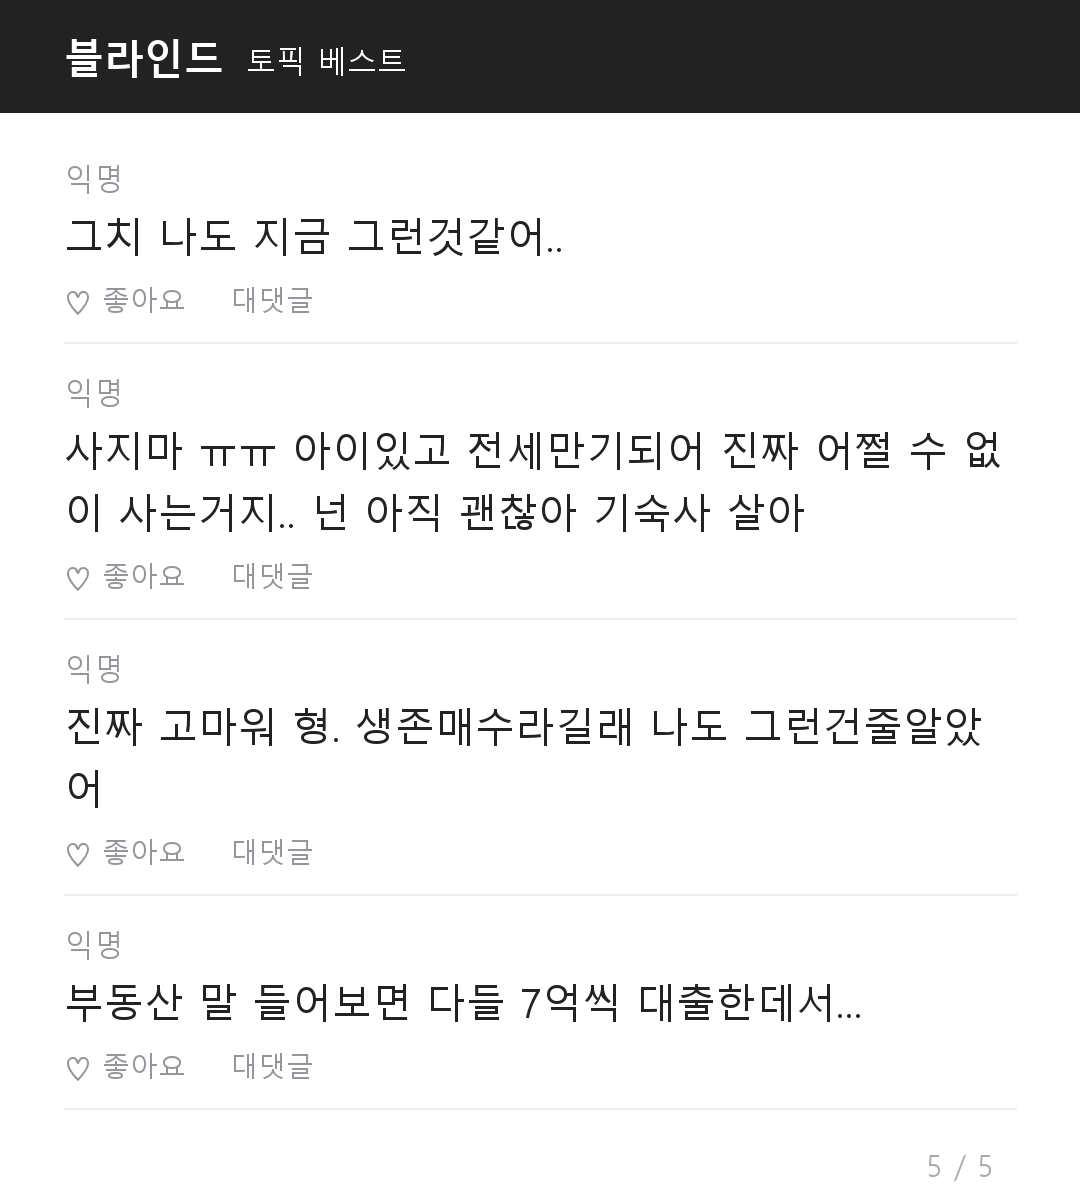 블라인드 토픽 베스트
익명
그치 나도 지금 그런것같어..
♡ 좋아요 대댓글
익명
사지마 ㅠㅠ 아이있고 전세만기되어 진짜 어쩔 수 없
이 사는거지.. 넌 아직 괜찮아 기숙사 살아
♡ 좋아요 대댓글
익명
진짜 고마워 형. 생존매수라길래 나도 그런건줄알았
어
♡ 좋아요 대댓글
익명
부동산 말 들어보면 다들 7억씩 대출한데서...
♡ 좋아요 대댓글
5 / 5